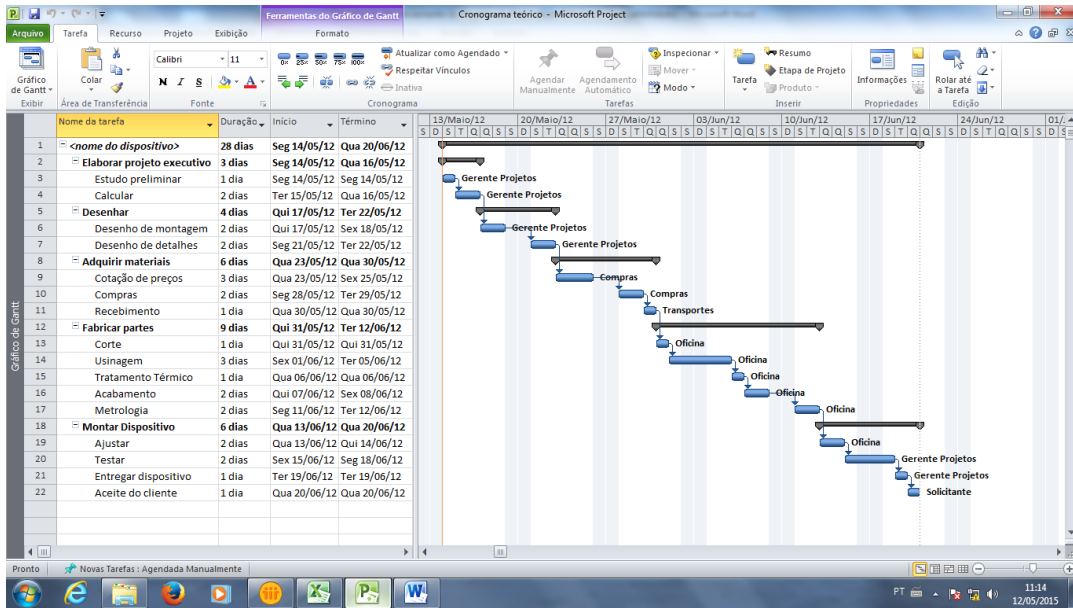 Ferramentas do Gráfico de Gantt
Cronograma teórico - Microsoft Project
Arquivo Tarefa Recurso Projeto Exibição Formato
Gráfico de Gantt
Exibir
Colar
Área de Transferência
Calibri 11
N I S
Fonte
0% 25% 50% 75% 100%
Atualizar como Agendado
Respeitar Vínculos
Inativa
Cronograma
Agendar Manualmente
Agendamento Automático
Inspecionar
Mover
Modo
Tarefas
Tarefa
Resumo
Etapa de Projeto
Produto
Inserir
Informações
Propriedades
Rolar até a Tarefa
Edição
Nome da tarefa Duração Início Término
13/Maio/12 20/Maio/12 27/Maio/12 03/Jun/12 10/Jun/12 17/Jun/12 24/Jun/12 01/.
S D S T Q Q S S D S T Q Q S S D S T Q Q S S D S T Q Q S S D S T Q Q S S D S T Q Q S S D S T Q Q S S D S
1 <nome do dispositivo> 28 dias Seg 14/05/12 Qua 20/06/12
2 Elaborar projeto executivo 3 dias Seg 14/05/12 Qua 16/05/12
3 Estudo preliminar 1 dia Seg 14/05/12 Seg 14/05/12 Gerente Projetos
4 Calcular 2 dias Ter 15/05/12 Qua 16/05/12 Gerente Projetos
5 Desenhar 4 dias Qui 17/05/12 Ter 22/05/12
6 Desenho de montagem 2 dias Qui 17/05/12 Sex 18/05/12 Gerente Projetos
7 Desenho de detalhes 2 dias Seg 21/05/12 Ter 22/05/12 Gerente Projetos
8 Adquirir materiais 6 dias Qua 23/05/12 Qua 30/05/12
9 Cotação de preços 3 dias Qua 23/05/12 Sex 25/05/12 Compras
10 Compras 2 dias Seg 28/05/12 Ter 29/05/12 Compras
11 Recebimento 1 dia Qua 30/05/12 Qua 30/05/12 Transportes
12 Fabricar partes 9 dias Qui 31/05/12 Ter 12/06/12
13 Corte 1 dia Qui 31/05/12 Qui 31/05/12 Oficina
14 Usinagem 3 dias Sex 01/06/12 Ter 05/06/12 Oficina
15 Tratamento Térmico 1 dia Qua 06/06/12 Qua 06/06/12 Oficina
16 Acabamento 2 dias Qui 07/06/12 Sex 08/06/12 Oficina
17 Metrologia 2 dias Seg 11/06/12 Ter 12/06/12 Oficina
18 Montar Dispositivo 6 dias Qua 13/06/12 Qua 20/06/12
19 Ajustar 2 dias Qua 13/06/12 Qui 14/06/12 Oficina
20 Testar 2 dias Sex 15/06/12 Seg 18/06/12 Gerente Projetos
21 Entregar dispositivo 1 dia Ter 19/06/12 Ter 19/06/12 Gerente Projetos
22 Aceite do cliente 1 dia Qua 20/06/12 Qua 20/06/12 Solicitante
Gráfico de Gantt
Pronto Novas Tarefas : Agendada Manualmente
PT 11:14
12/05/2015